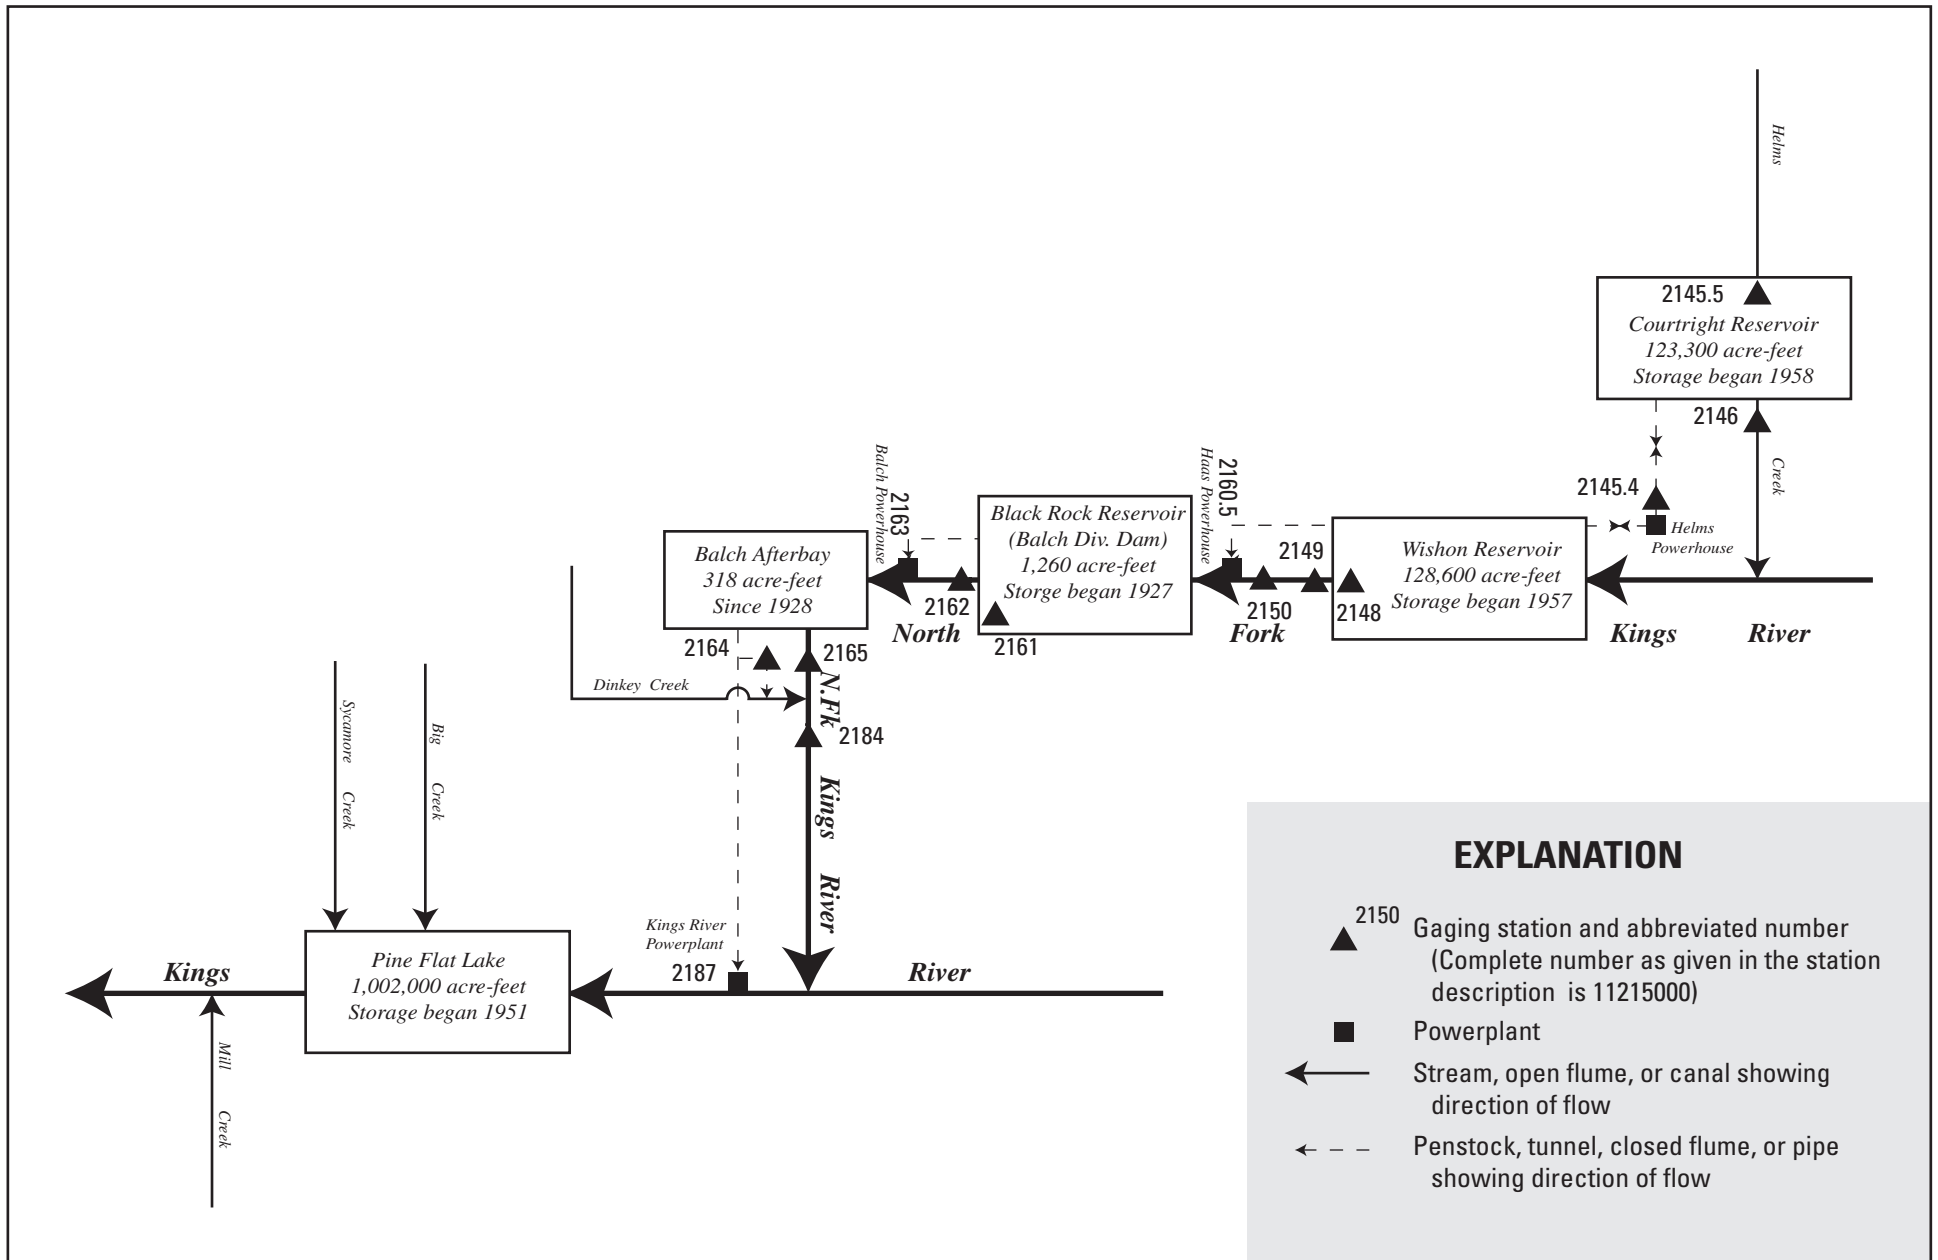 Helms
2145.5
Courtright Reservoir
123,300 acre-feet
Storage began 1958
2146
Creek
2145.4
Helms
Powerhouse
Balch Powerhouse
2163
Haas Powerhouse
2160.5
Black Rock Reservoir
(Balch Div. Dam)
1,260 acre-feet
Storge began 1927
2149
Wishon Reservoir
128,600 acre-feet
Storage began 1957
Balch Afterbay
318 acre-feet
Since 1928
2162
2150
2148
North
2161
Fork
Kings
River
2164
2165
Dinkey Creek
N.Fk
2184
Kings
River
Sycamore
Creek
Big
Creek
Kings River
Powerplant
2187
Kings
Pine Flat Lake
1,002,000 acre-feet
Storage began 1951
River
Mill
Creek
EXPLANATION
2150
Gaging station and abbreviated number
(Complete number as given in the station
description is 11215000)
Powerplant
Stream, open flume, or canal showing
direction of flow
Penstock, tunnel, closed flume, or pipe
showing direction of flow